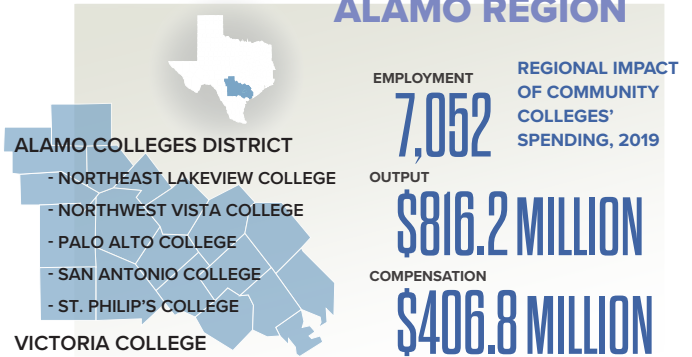 ALAMO REGION
ALAMO COLLEGES DISTRICT
- NORTHEAST LAKEVIEW COLLEGE
- NORTHWEST VISTA COLLEGE
- PALO ALTO COLLEGE
- SAN ANTONIO COLLEGE
- ST. PHILIP'S COLLEGE
VICTORIA COLLEGE
EMPLOYMENT
7,052
REGIONAL IMPACT
OF COMMUNITY
COLLEGES'
SPENDING, 2019
OUTPUT
$816.2 MILLION
COMPENSATION
$406.8 MILLION